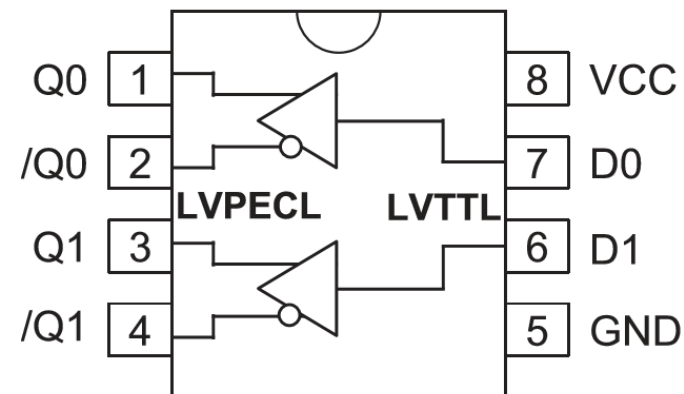 Q0 1 8 VCC
/Q0 2 7 D0
LVPECL LVTTL
Q1 3 6 D1
/Q1 4 5 GND